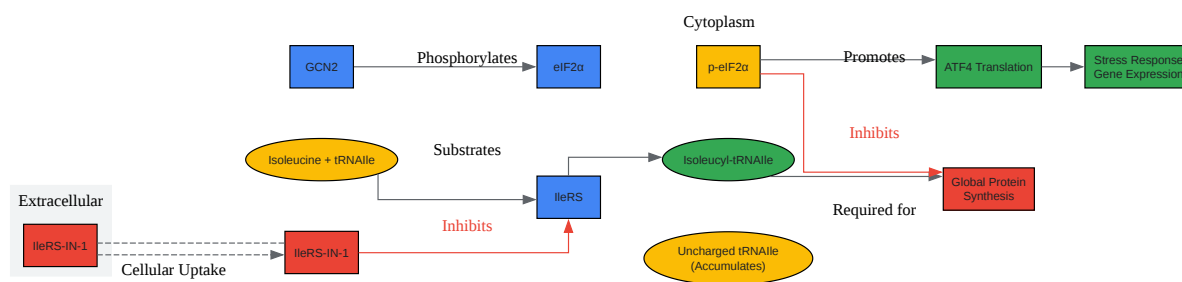 Cytoplasm
GCN2
Phosphorylates
eIF2α
p-eIF2α
Promotes
ATF4 Translation
Stress Response
Gene Expression
Inhibits
Isoleucine + tRNAIle
Substrates
Isoleucyl-tRNAIle
IleRS
Global Protein
Synthesis
Required for
Extracellular
IleRS-IN-1
Cellular Uptake
IleRS-IN-1
Inhibits
Uncharged tRNAIle
(Accumulates)